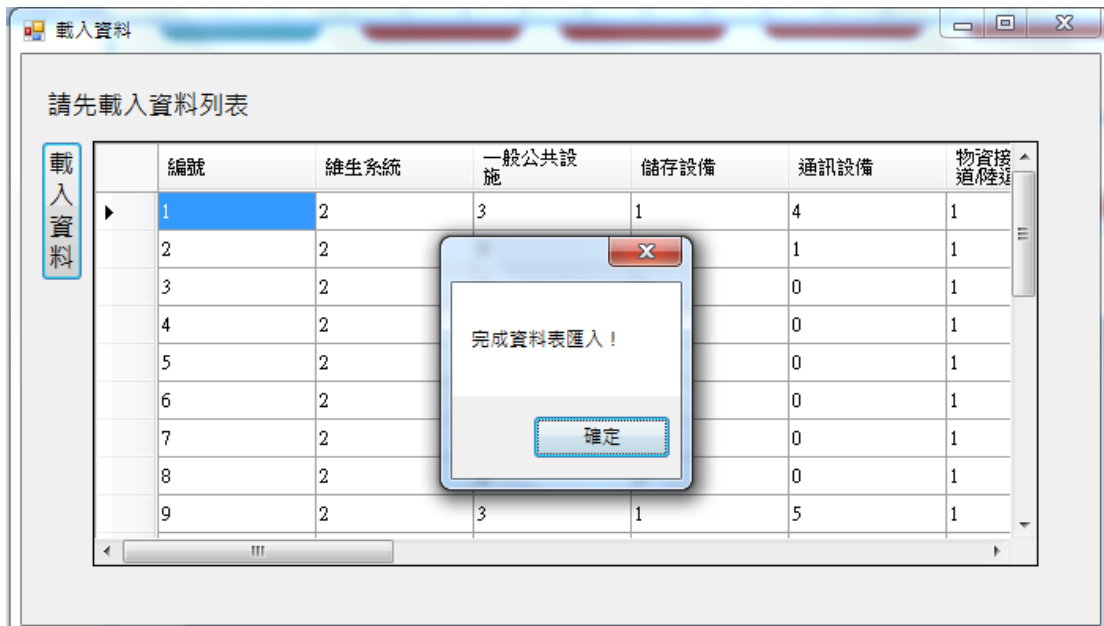 載入資料
請先載入資料列表
載入資料
編號 維生系統 一般公共設施 儲存設備 通訊設備
1 2 3 1 4 1
2 2 1 1
3 2 0 1
4 2 0 1
5 2 0 1
6 2 0 1
7 2 0 1
8 2 0 1
9 2 3 1 5 1
完成資料表匯入！
確定